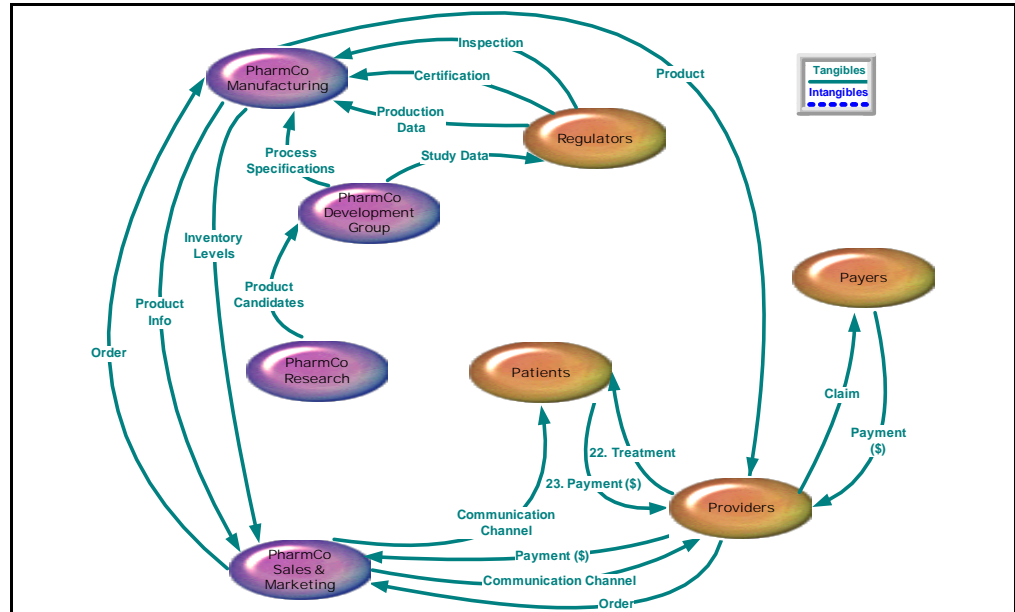 Inspection
PharmCo
Manufacturing
Certification
Product
Tangibles
Intangibles
Production
Data
Regulators
Process
Specifications
Study Data
PharmCo
Development
Group
Inventory
Levels
Payers
Product
Candidates
Product
Info
Order
PharmCo
Research
Patients
Claim
Payment
($)
22. Treatment
23. Payment ($)
Providers
Communication
Channel
PharmCo
Sales &
Marketing
Payment ($)
Communication Channel
Order